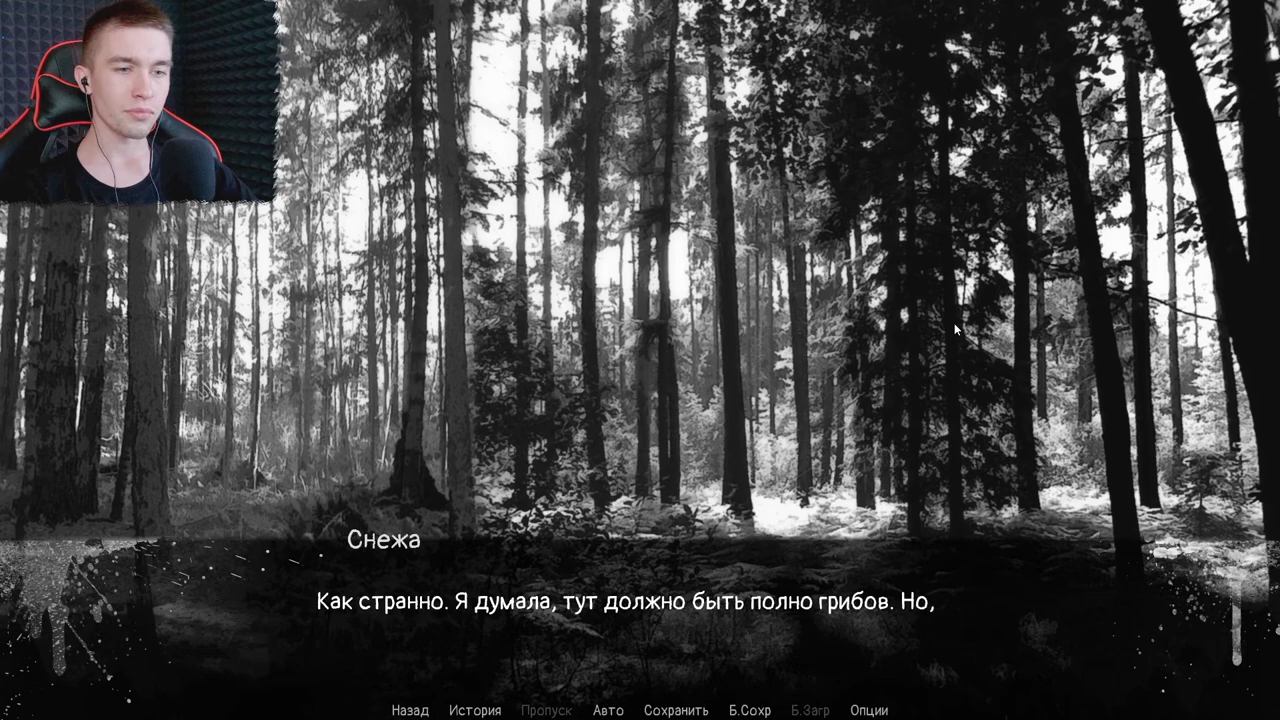 Снежа
Как странно. Я думала, тут должно быть полно грибов. Но,
Назад История Пропуск Авто Сохранить Б.Сохр Б.Загр Опции